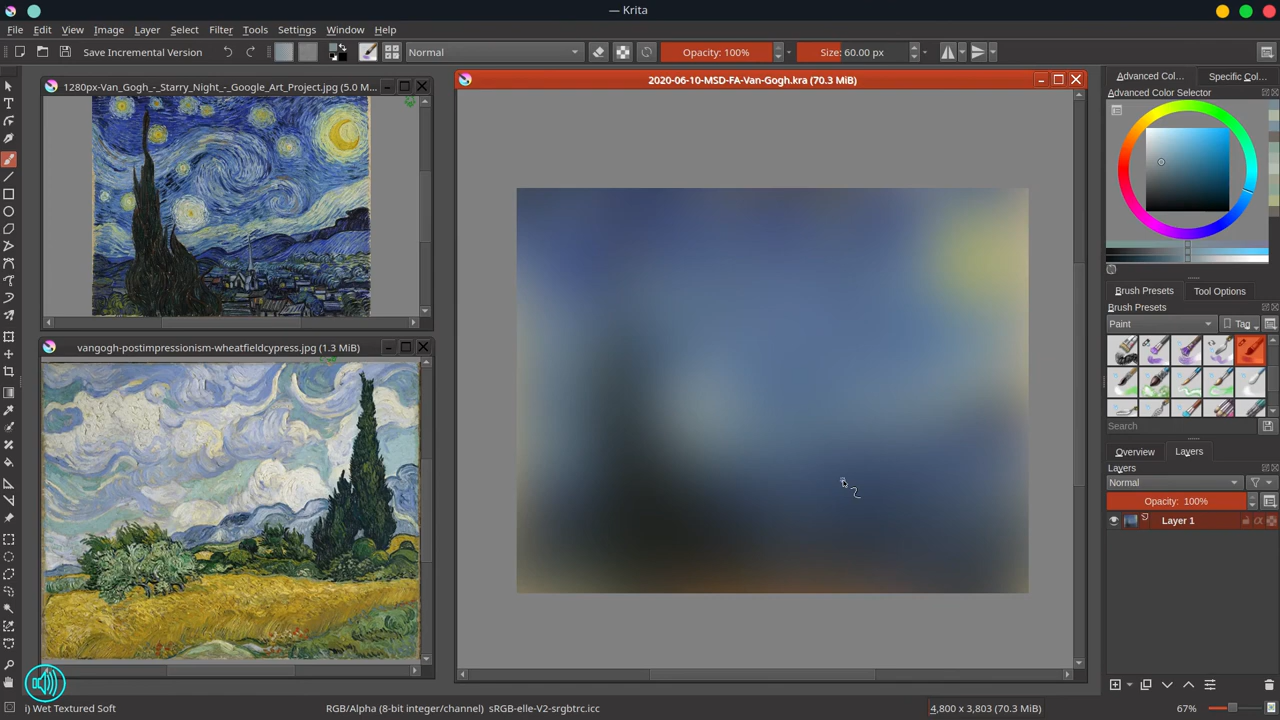 — Krita
File Edit View Image Layer Select Filter Tools Settings Window Help
Save Incremental Version
Normal
Opacity: 100%
Size: 60.00 px
1280px-Van_Gogh_-_Starry_Night_-_Google_Art_Project.jpg (5.0 M...
vangogh-postimpressionism-wheatfieldcypress.jpg (1.3 MiB)
2020-06-10-MSD-FA-Van-Gogh.kra (70.3 MiB)
Advanced Col... Specific Col...
Advanced Color Selector
Brush Presets Tool Options
Brush Presets
Paint
Tag
Search
Overview Layers
Layers
Normal
Opacity: 100%
Layer 1
i) Wet Textured Soft
RGB/Alpha (8-bit integer/channel) sRGB-elle-V2-srgbtrc.icc
4,800 x 3,803 (70.3 MiB)
67%